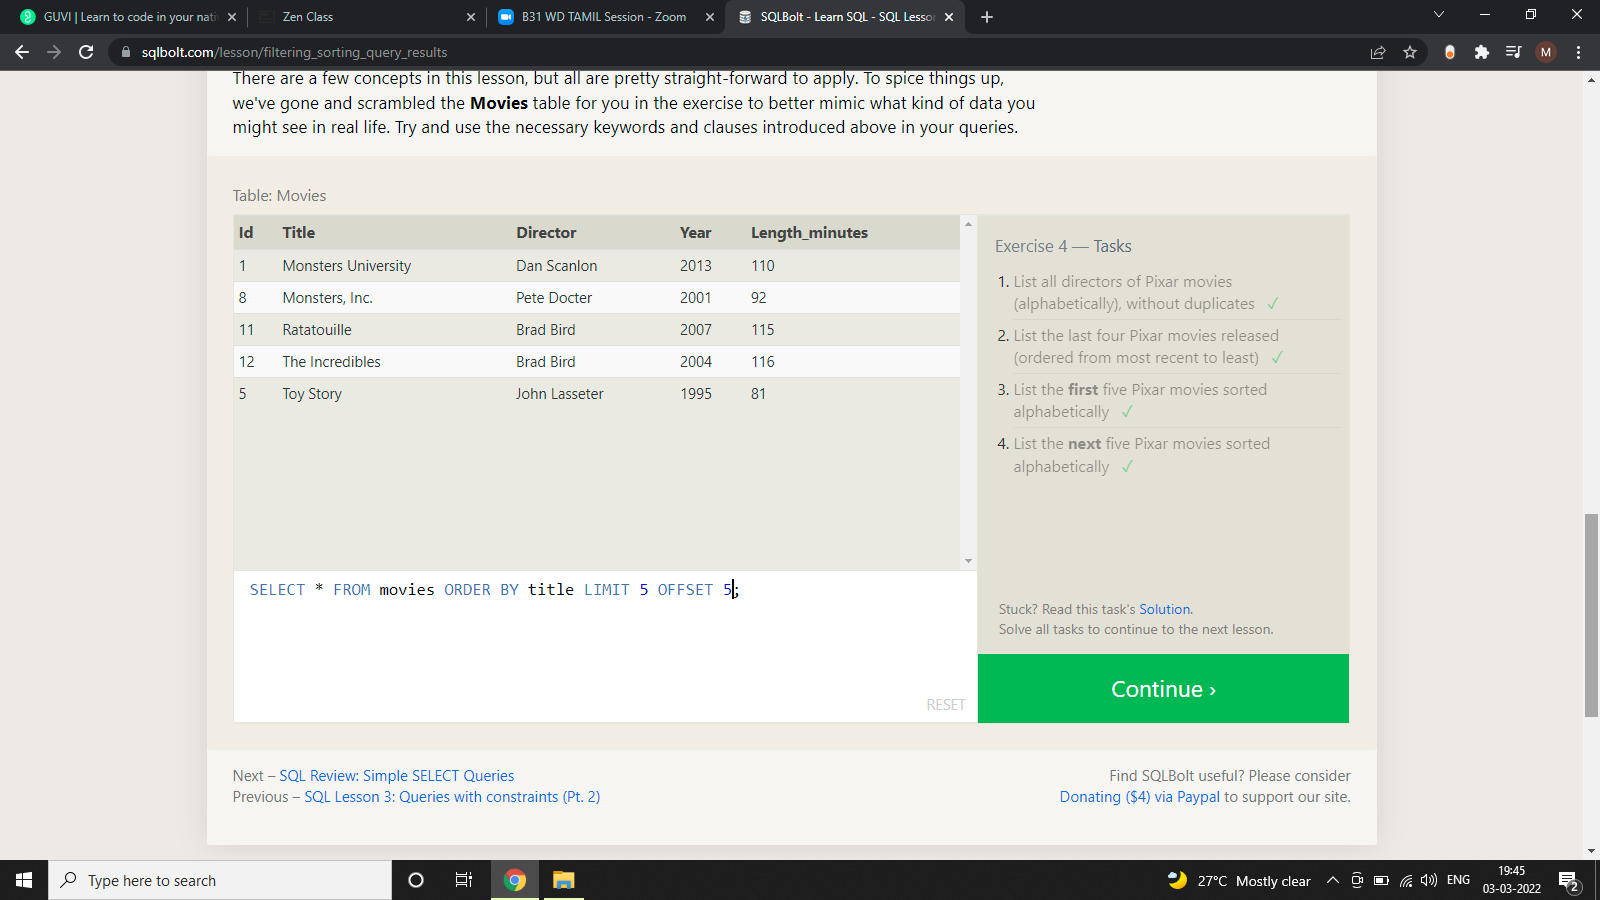 GUVI | Learn to code in your nati
Zen Class
B31 WD TAMIL Session - Zoom
SQLBolt - Learn SQL - SQL Lesson
sqlbolt.com/lesson/filtering_sorting_query_results
M
There are a few concepts in this lesson, but all are pretty straight-forward to apply. To spice things up,
we've gone and scrambled the Movies table for you in the exercise to better mimic what kind of data you
might see in real life. Try and use the necessary keywords and clauses introduced above in your queries.
Table: Movies
Id Title Director Year Length_minutes
1 Monsters University Dan Scanlon 2013 110
8 Monsters, Inc. Pete Docter 2001 92
11 Ratatouille Brad Bird 2007 115
12 The Incredibles Brad Bird 2004 116
5 Toy Story John Lasseter 1995 81
SELECT * FROM movies ORDER BY title LIMIT 5 OFFSET 5;
RESET
Exercise 4 — Tasks
1. List all directors of Pixar movies
(alphabetically), without duplicates ✓
2. List the last four Pixar movies released
(ordered from most recent to least) ✓
3. List the first five Pixar movies sorted
alphabetically ✓
4. List the next five Pixar movies sorted
alphabetically ✓
Stuck? Read this task's Solution.
Solve all tasks to continue to the next lesson.
Continue ›
Next – SQL Review: Simple SELECT Queries
Previous – SQL Lesson 3: Queries with constraints (Pt. 2)
Find SQLBolt useful? Please consider
Donating ($4) via Paypal to support our site.
Type here to search
27°C Mostly clear
ENG
19:45
03-03-2022
2